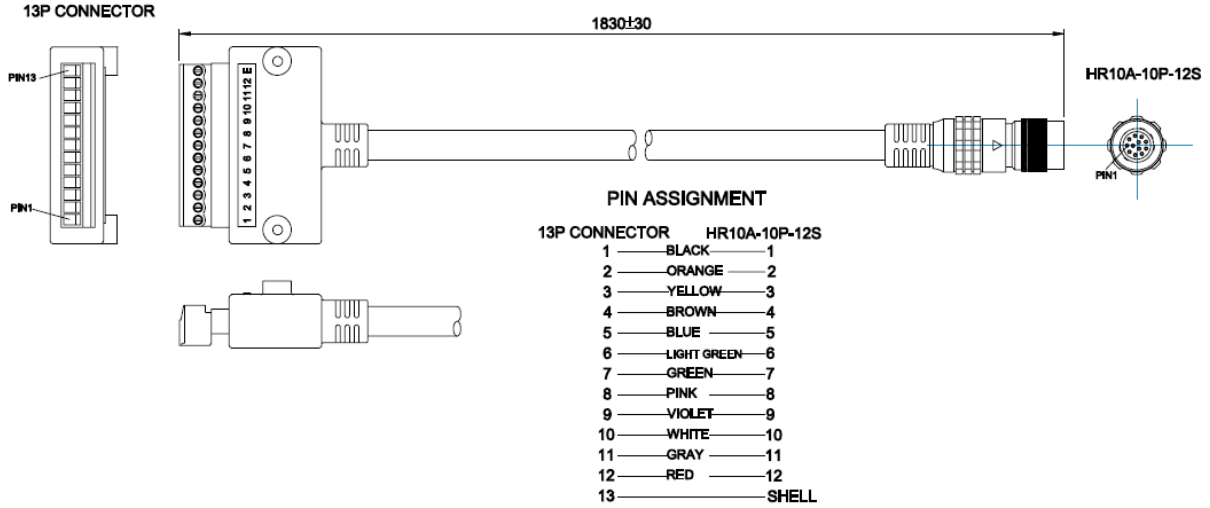 13P CONNECTOR
1830±30
PIN13
HR10A-10P-12S
1 2 3 4 5 6 7 8 9 10 11 12 E
PIN1
PIN1
PIN ASSIGNMENT
13P CONNECTOR HR10A-10P-12S
1 BLACK 1
2 ORANGE 2
3 YELLOW 3
4 BROWN 4
5 BLUE 5
6 LIGHT GREEN 6
7 GREEN 7
8 PINK 8
9 VIOLET 9
10 WHITE 10
11 GRAY 11
12 RED 12
13 SHELL